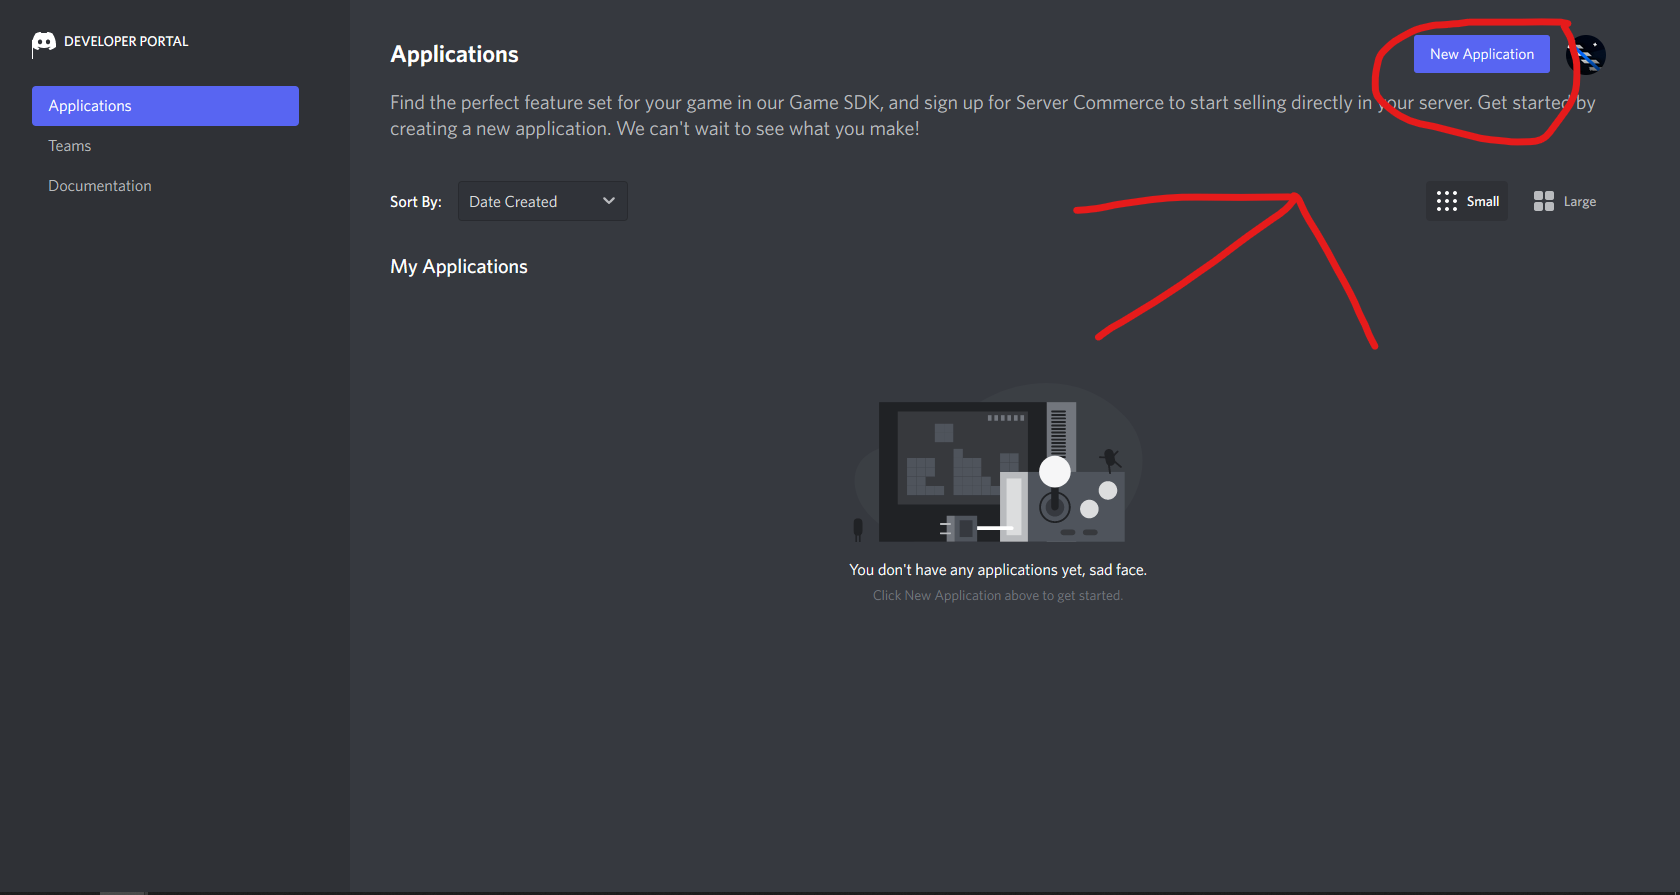 DEVELOPER PORTAL
Applications
Teams
Documentation
Applications
New Application
Find the perfect feature set for your game in our Game SDK, and sign up for Server Commerce to start selling directly in your server. Get started by
creating a new application. We can't wait to see what you make!
Sort By: Date Created
Small Large
My Applications
You don't have any applications yet, sad face.
Click New Application above to get started.